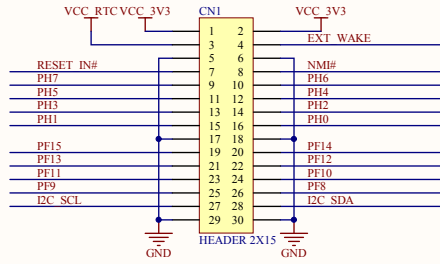 VCC_RTC VCC_3V3 CN1 VCC_3V3
1 2
3 4 EXT_WAKE
5 6
RESET_IN# 7 8 NMI#
PH7 9 10 PH6
PH5 11 12 PH4
PH3 13 14 PH2
PH1 15 16 PH0
17 18
PF15 19 20 PF14
PF13 21 22 PF12
PF11 23 24 PF10
PF9 25 26 PF8
I2C_SCL 27 28 I2C_SDA
29 30
HEADER 2X15
GND GND